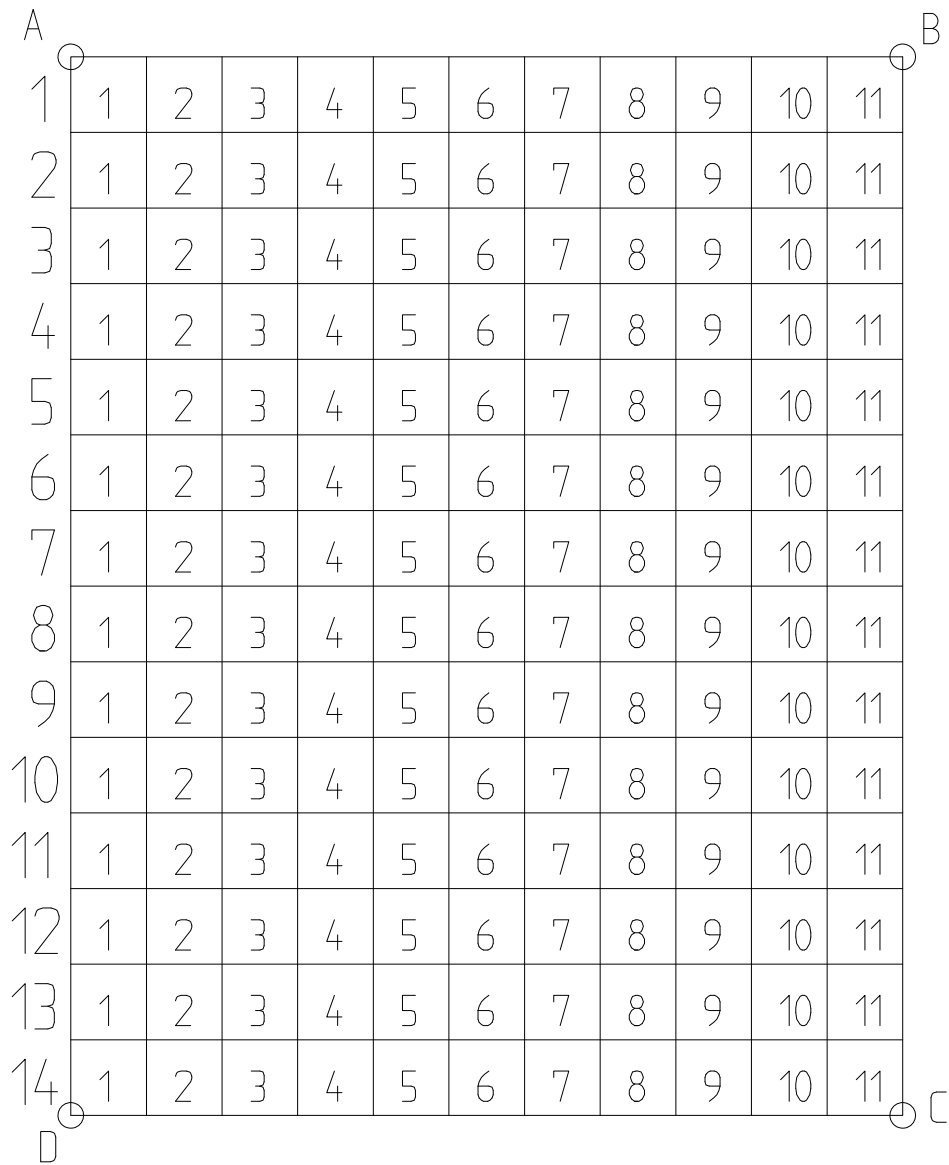 A B
1 1 2 3 4 5 6 7 8 9 10 11
2 1 2 3 4 5 6 7 8 9 10 11
3 1 2 3 4 5 6 7 8 9 10 11
4 1 2 3 4 5 6 7 8 9 10 11
5 1 2 3 4 5 6 7 8 9 10 11
6 1 2 3 4 5 6 7 8 9 10 11
7 1 2 3 4 5 6 7 8 9 10 11
8 1 2 3 4 5 6 7 8 9 10 11
9 1 2 3 4 5 6 7 8 9 10 11
10 1 2 3 4 5 6 7 8 9 10 11
11 1 2 3 4 5 6 7 8 9 10 11
12 1 2 3 4 5 6 7 8 9 10 11
13 1 2 3 4 5 6 7 8 9 10 11
14 1 2 3 4 5 6 7 8 9 10 11
D C